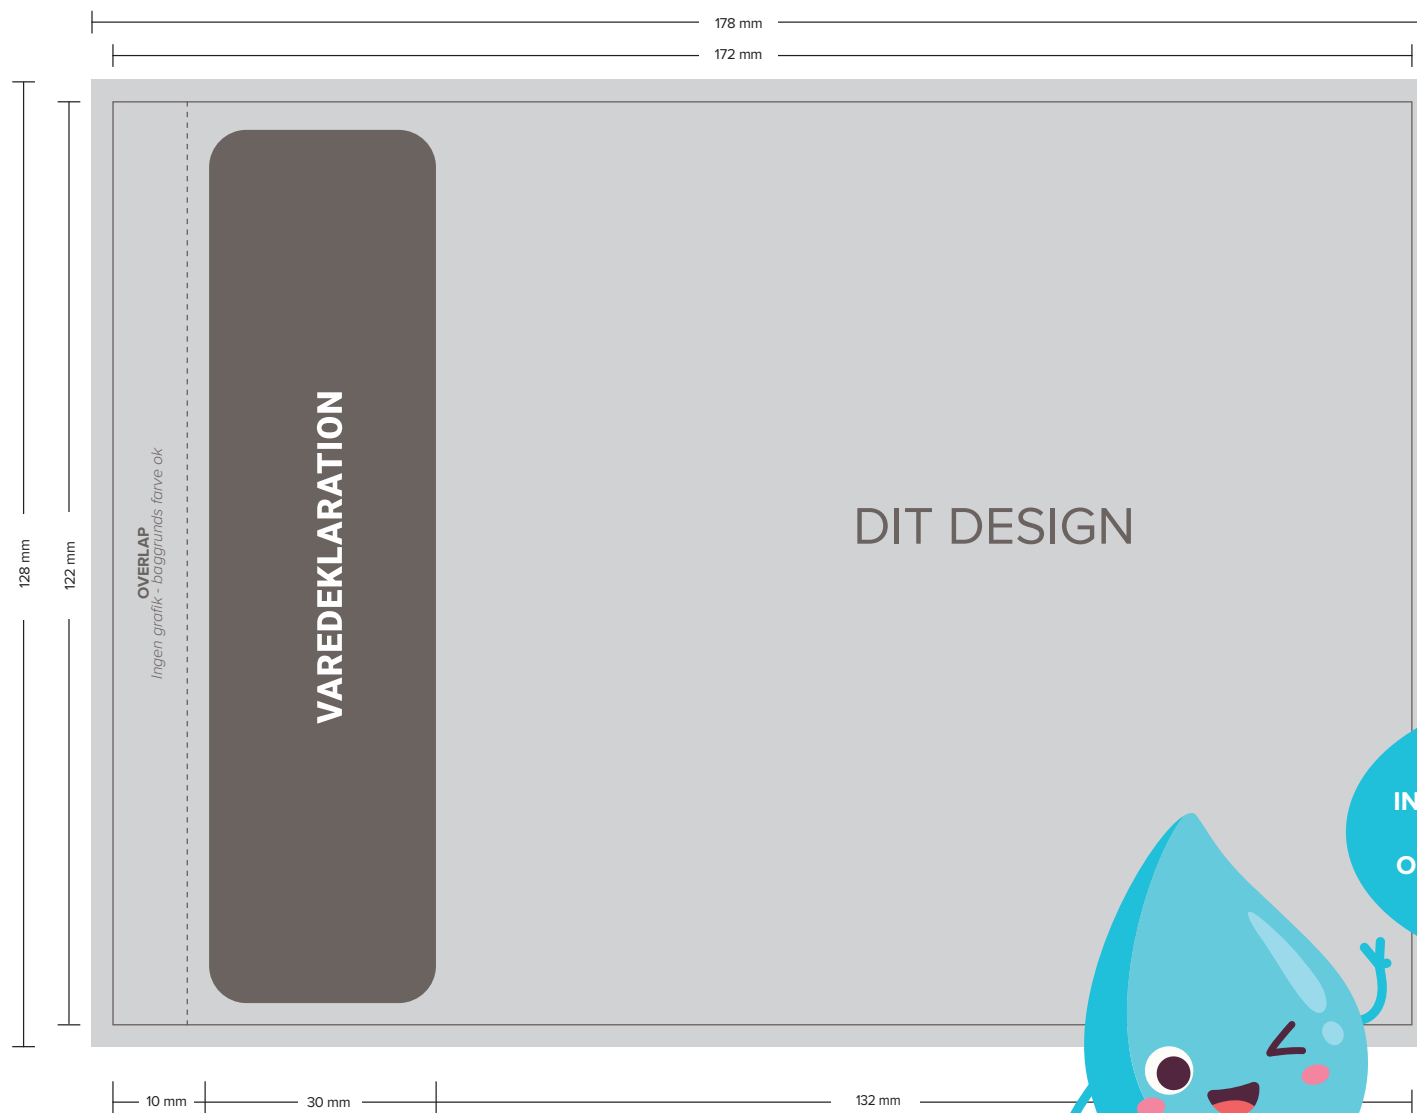 178 mm
172 mm
128 mm
122 mm
OVERLAP
Ingen grafik - baggrunds farve ok
VAREDEKLARATION
DIT DESIGN
10 mm
30 mm
132 mm